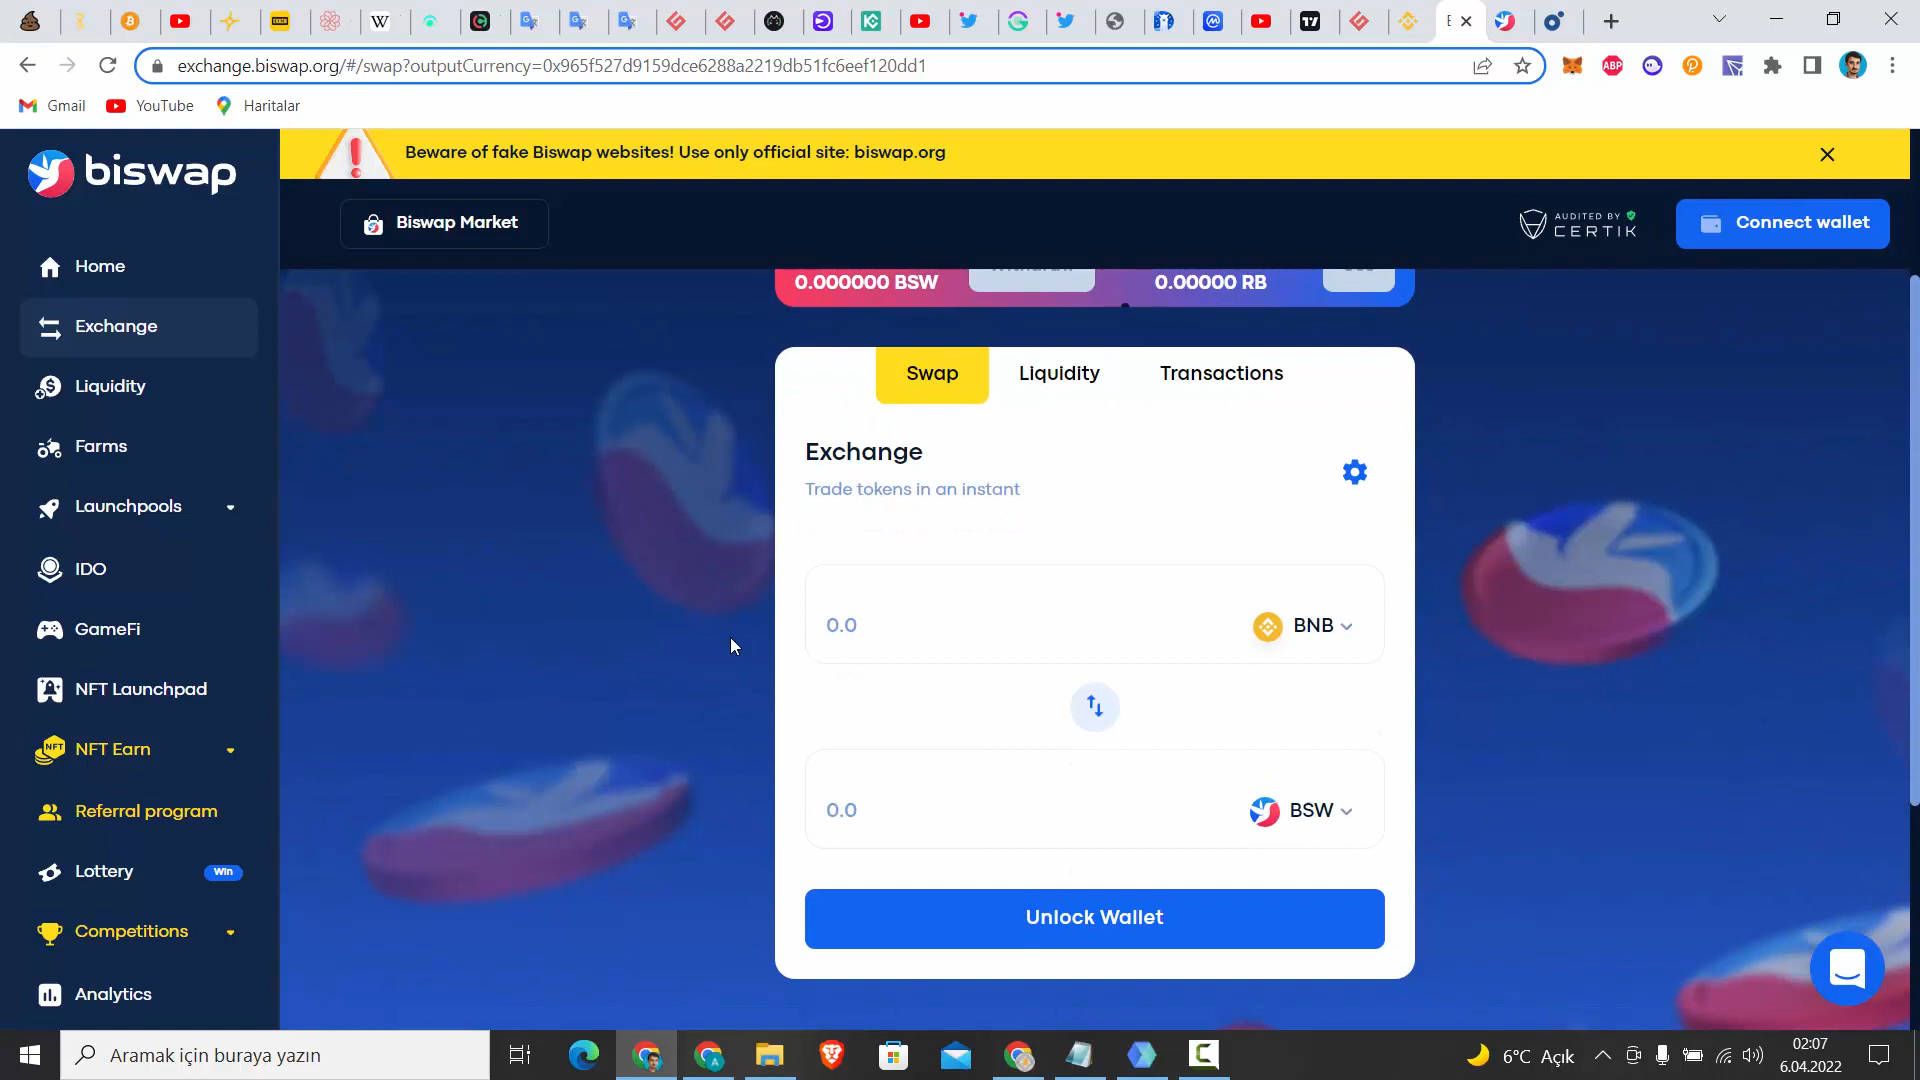 exchange.biswap.org/#/swap?outputCurrency=0x965f527d9159dce6288a2219db51fc6eef120dd1
Gmail
YouTube
Haritalar
biswap
Beware of fake Biswap websites! Use only official site: biswap.org
Biswap Market
AUDITED BY
CERTIK
Connect wallet
Home
Exchange
Liquidity
Farms
Launchpools
IDO
GameFi
NFT Launchpad
NFT Earn
Referral program
Lottery
Win
Competitions
Analytics
0.000000 BSW
0.00000 RB
Swap
Liquidity
Transactions
Exchange
Trade tokens in an instant
0.0
BNB
0.0
BSW
Unlock Wallet
Aramak için buraya yazın
6°C Açık
02:07
6.04.2022